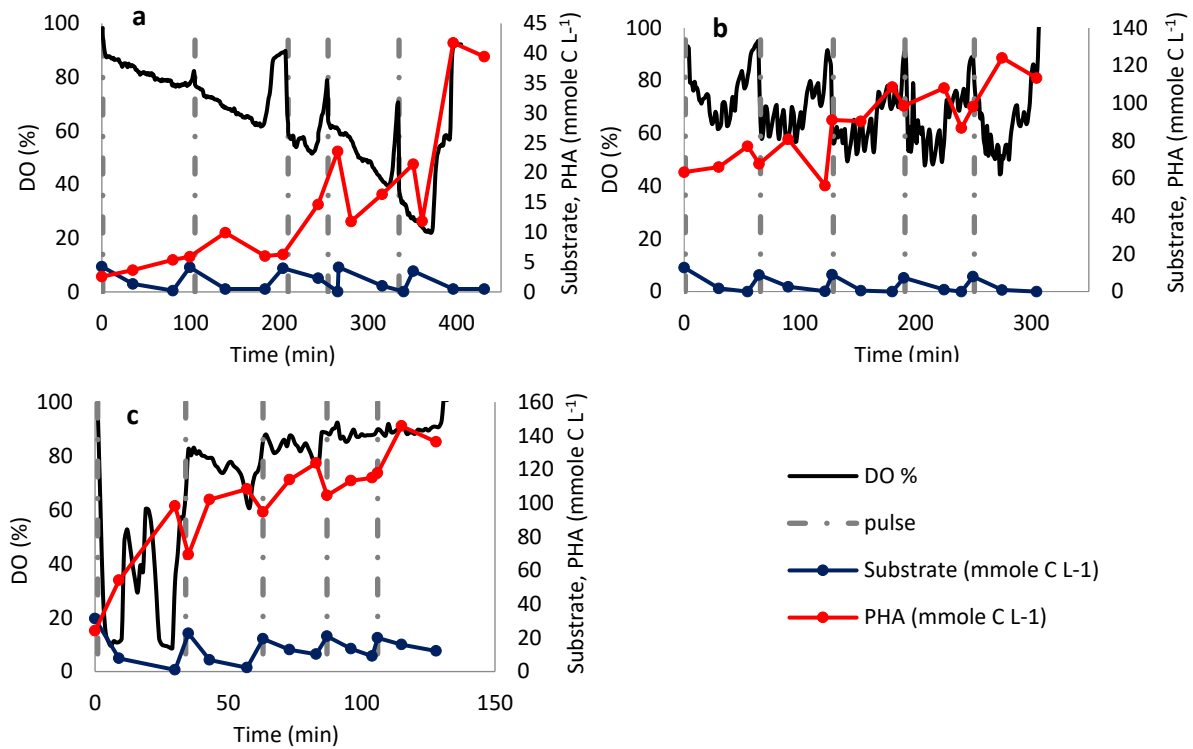 a
100
80
60
40
20
0
DO (%)
45
40
35
30
25
20
15
10
5
0
Substrate, PHA (mmole C L-1)
0 100 200 300 400
Time (min)
b
100
80
60
40
20
0
DO (%)
140
120
100
80
60
40
20
0
Substrate, PHA (mmole C L-1)
0 100 200 300
Time (min)
c
100
80
60
40
20
0
DO (%)
160
140
120
100
80
60
40
20
0
Substrate, PHA (mmole C L-1)
0 50 100 150
Time (min)
DO %
pulse
Substrate (mmole C L-1)
PHA (mmole C L-1)